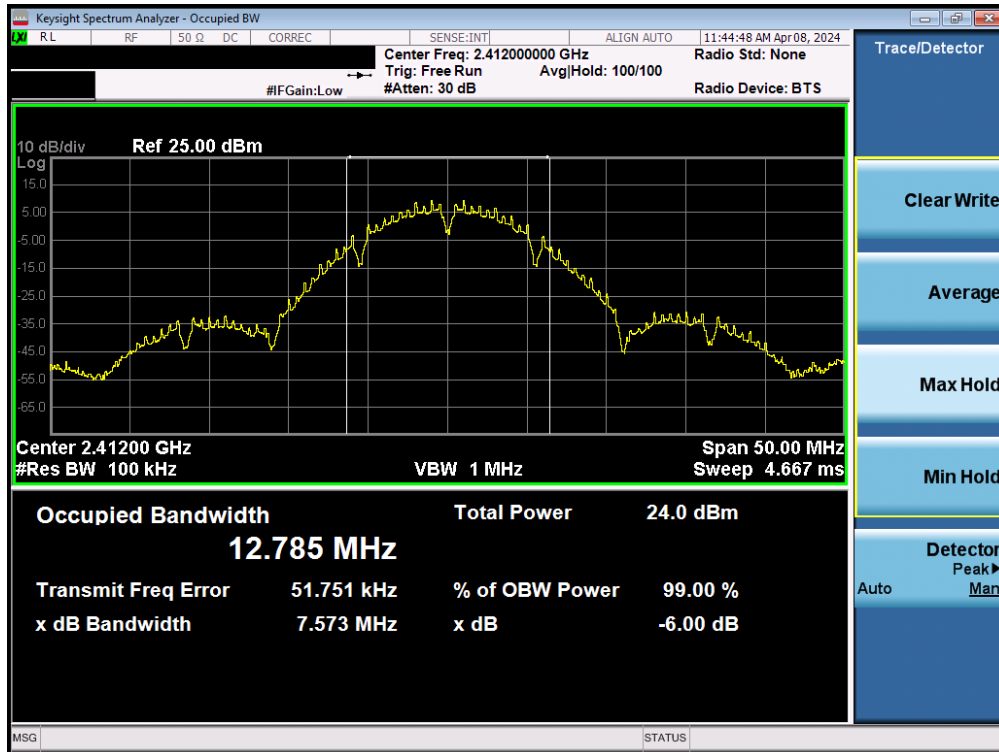 Keysight Spectrum Analyzer - Occupied BW
LXI RL RF 50 Ω DC CORREC SENSE:INT ALIGN AUTO 11:44:48 AM Apr 08, 2024
Center Freq: 2.412000000 GHz Radio Std: None
Trig: Free Run Avg|Hold: 100/100
#IFGain:Low #Atten: 30 dB Radio Device: BTS
Trace/Detector
10 dB/div Ref 25.00 dBm
Log
15.0
5.00
-5.00
-15.0
-25.0
-35.0
-45.0
-55.0
-65.0
Center 2.41200 GHz Span 50.00 MHz
#Res BW 100 kHz VBW 1 MHz Sweep 4.667 ms
Occupied Bandwidth Total Power 24.0 dBm
12.785 MHz
Transmit Freq Error 51.751 kHz % of OBW Power 99.00 %
x dB Bandwidth 7.573 MHz x dB -6.00 dB
Clear Write
Average
Max Hold
Min Hold
Detector
Peak▶
Auto Man
MSG STATUS